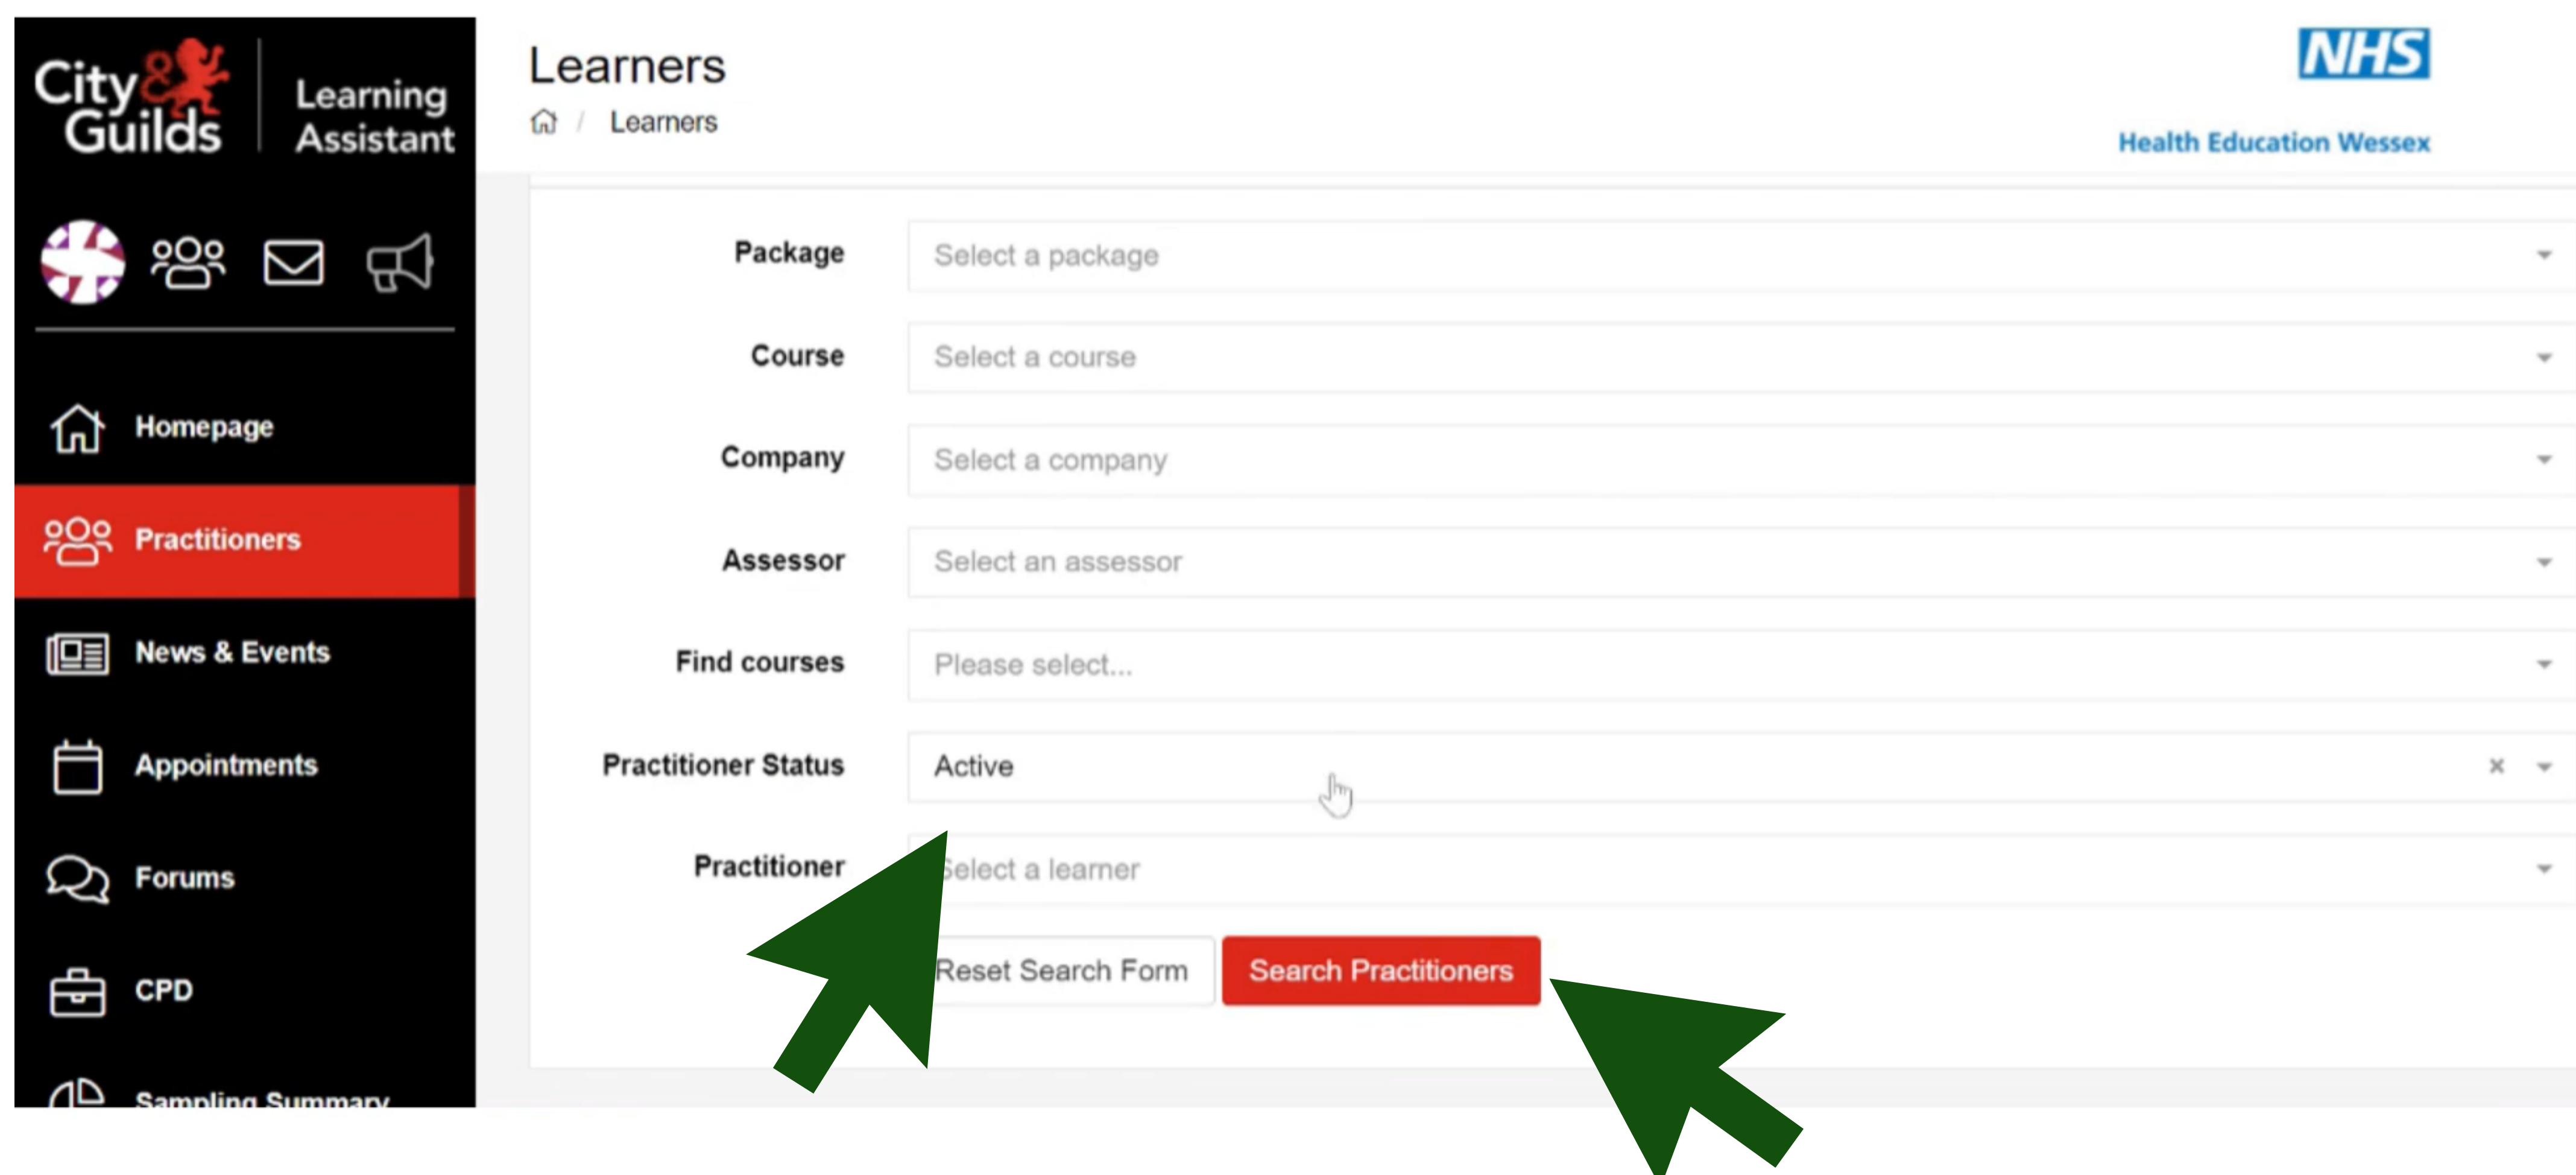 City & Guilds
Learning Assistant
Learners
Learners
NHS
Health Education Wessex
Homepage
Practitioners
News & Events
Appointments
Forums
CPD
Sampling Summary
Package Select a package
Course Select a course
Company Select a company
Assessor Select an assessor
Find courses Please select...
Practitioner Status Active
Practitioner Select a learner
Reset Search Form Search Practitioners